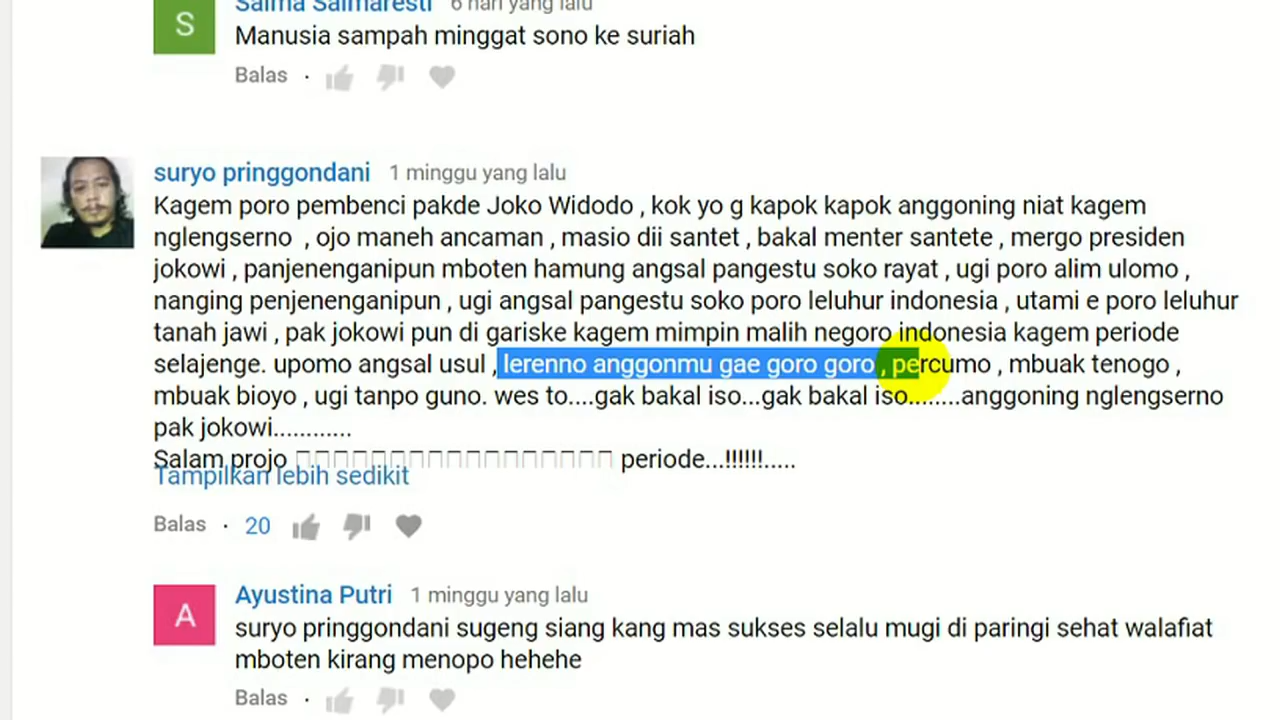 S
Salma Salmaresti 6 hari yang lalu
Manusia sampah minggat sono ke suriah
Balas ·
suryo pringgondani 1 minggu yang lalu
Kagem poro pembenci pakde Joko Widodo , kok yo g kapok kapok anggoning niat kagem
nglengserno , ojo maneh ancaman , masio dii santet , bakal menter santete , mergo presiden
jokowi , panjenenganipun mboten hamung angsal pangestu soko rayat , ugi poro alim ulomo ,
nanging penjenenganipun , ugi angsal pangestu soko poro leluhur indonesia , utami e poro leluhur
tanah jawi , pak jokowi pun di gariske kagem mimpin malih negoro indonesia kagem periode
selajenge. upomo angsal usul , lerenno anggonmu gae goro goro , percumo , mbuak tenogo ,
mbuak bioyo , ugi tanpo guno. wes to....gak bakal iso...gak bakal iso........anggoning nglengserno
pak jokowi............
Salam projo periode...!!!!!!.....
Tampilkan lebih sedikit
Balas · 20
A
Ayustina Putri 1 minggu yang lalu
suryo pringgondani sugeng siang kang mas sukses selalu mugi di paringi sehat walafiat
mboten kirang menopo hehehe
Balas ·